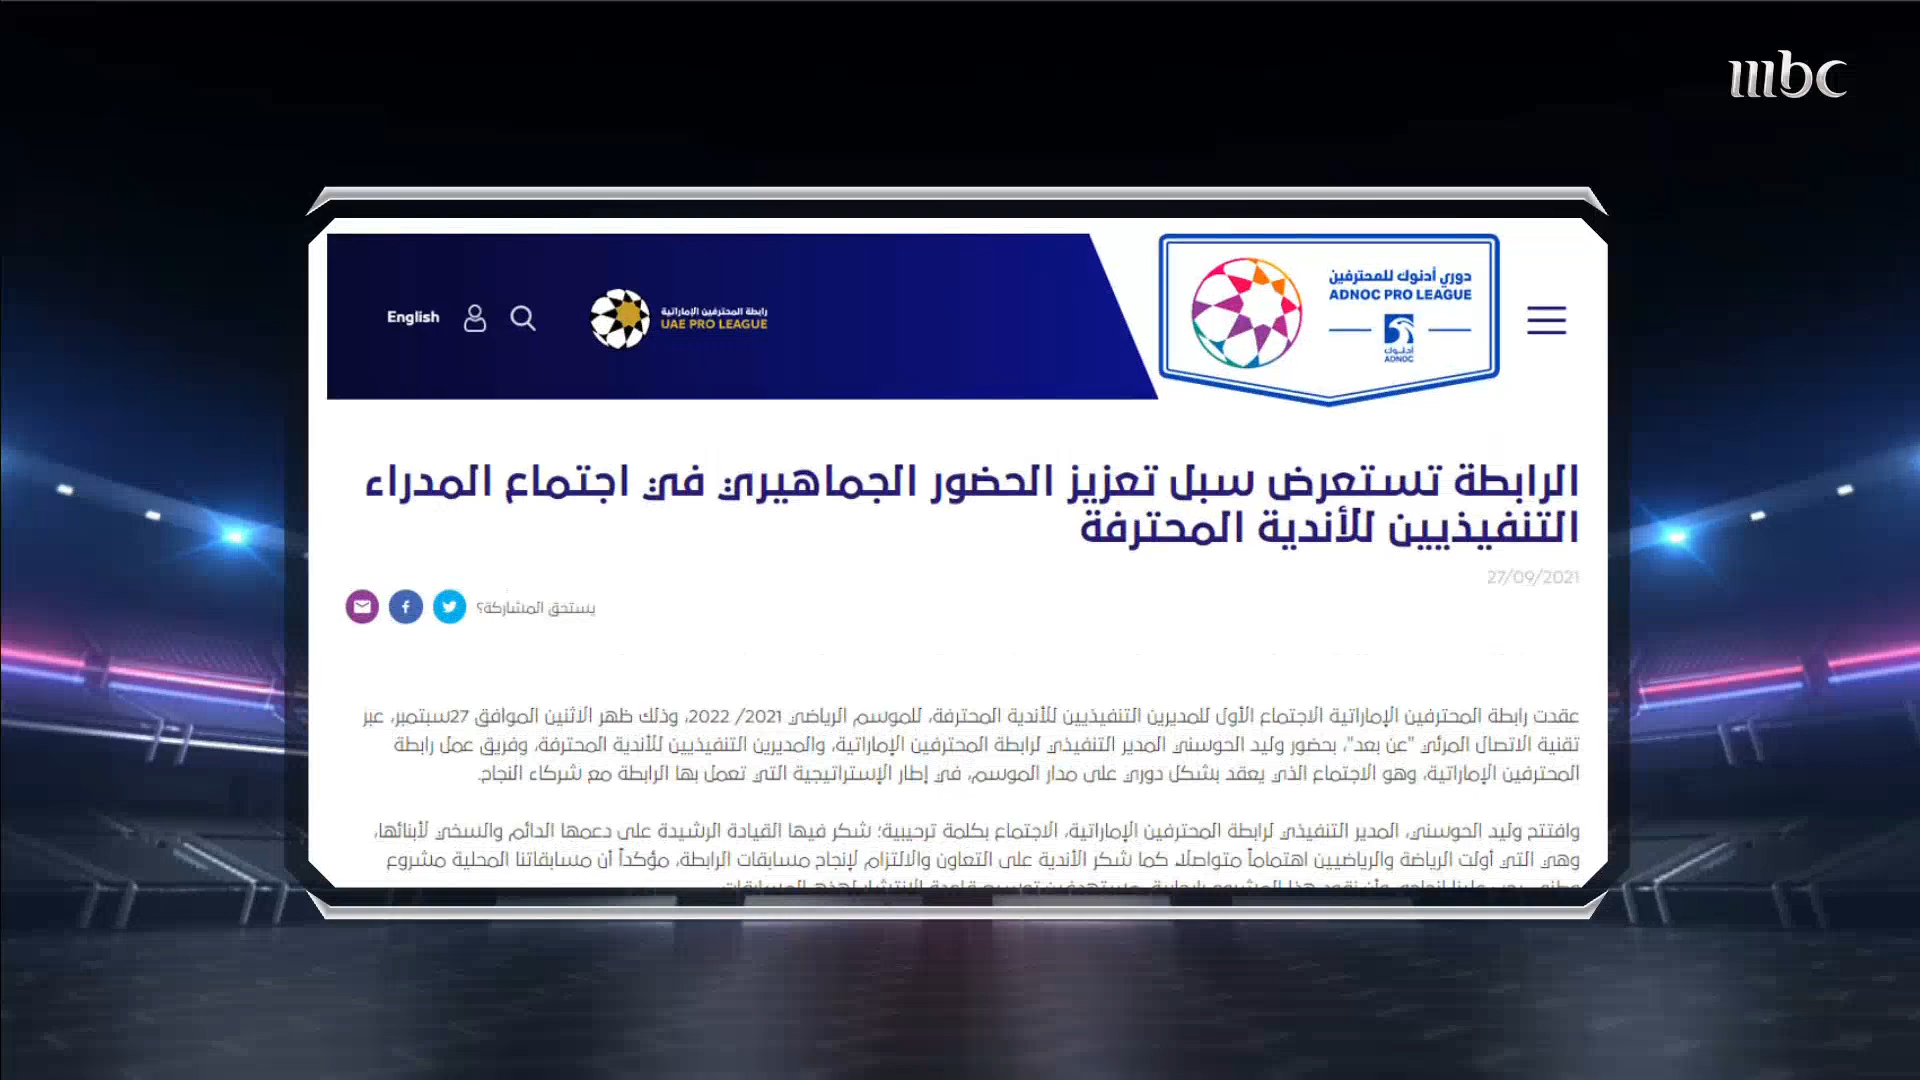 mbc
دوري أدنوك للمحترفين
ADNOC PRO LEAGUE
أدنوك
ADNOC
English
رابطة المحترفين الإماراتية
UAE PRO LEAGUE
الرابطة تستعرض سبل تعزيز الحضور الجماهيري في اجتماع المدراء
التنفيذيين للأندية المحترفة
27/09/2021
يستحق المشاركة؟
عقدت رابطة المحترفين الإماراتية الاجتماع الأول للمديرين التنفيذيين للأندية المحترفة، للموسم الرياضي 2021/ 2022، وذلك ظهر الاثنين الموافق 27سبتمبر، عبر
تقنية الاتصال المرئي "عن بعد"، بحضور وليد الحوسني المدير التنفيذي لرابطة المحترفين الإماراتية، والمديرين التنفيذيين للأندية المحترفة، وفريق عمل رابطة
المحترفين الإماراتية، وهو الاجتماع الذي يعقد بشكل دوري على مدار الموسم، في إطار الإستراتيجية التي تعمل بها الرابطة مع شركاء النجاح.
وافتتح وليد الحوسني، المدير التنفيذي لرابطة المحترفين الإماراتية، الاجتماع بكلمة ترحيبية؛ شكر فيها القيادة الرشيدة على دعمها الدائم والسخي لأبنائها،
وهي التي أولت الرياضة والرياضيين اهتماماً متواصلاً، كما شكر الأندية على التعاون والالتزام لإنجاح مسابقات الرابطة، مؤكداً أن مسابقاتنا المحلية مشروع